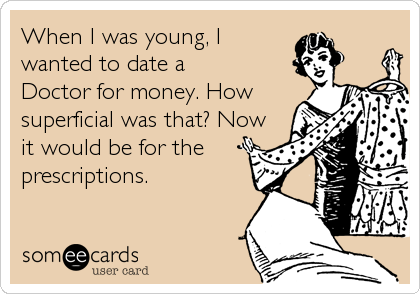 When I was young, I
wanted to date a
Doctor for money. How
superficial was that? Now
it would be for the
prescriptions.
someecards
user card